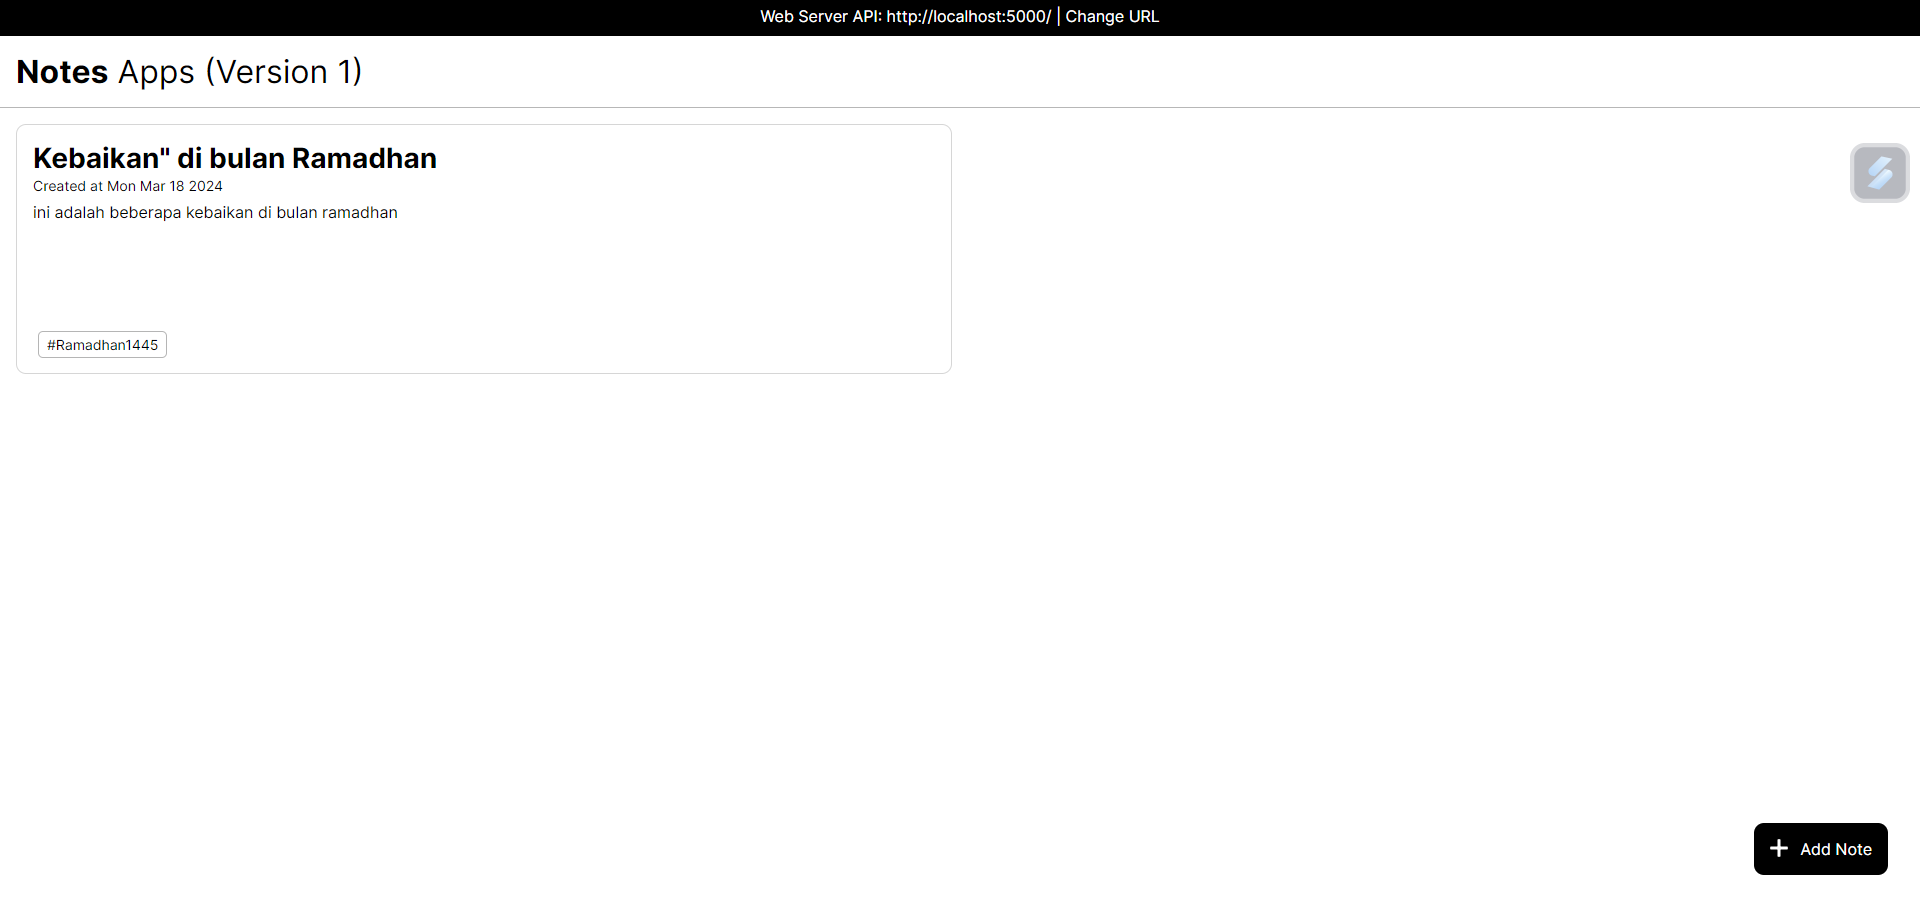 Web Server API: http://localhost:5000/ | Change URL
Notes Apps (Version 1)
Kebaikan" di bulan Ramadhan
Created at Mon Mar 18 2024
ini adalah beberapa kebaikan di bulan ramadhan
#Ramadhan1445
Add Note